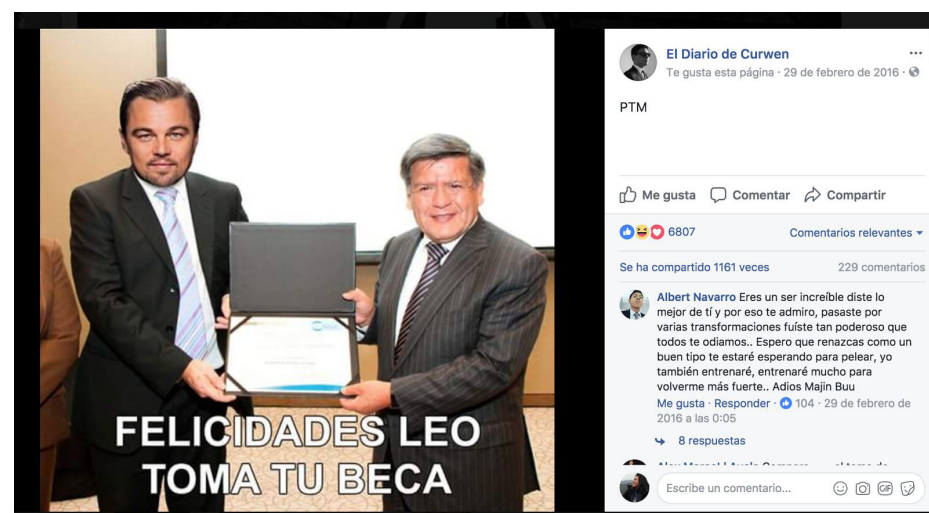 FELICIDADES LEO
TOMA TU BECA
El Diario de Curwen
Te gusta esta página · 29 de febrero de 2016 ·
PTM
Me gusta Comentar Compartir
6807 Comentarios relevantes
Se ha compartido 1161 veces 229 comentarios
Albert Navarro Eres un ser increíble diste lo
mejor de tí y por eso te admiro, pasaste por
varias transformaciones fuíste tan poderoso que
todos te odiamos.. Espero que renazcas como un
buen tipo te estaré esperando para pelear, yo
también entrenaré, entrenaré mucho para
volverme más fuerte.. Adios Majin Buu
Me gusta · Responder · 104 · 29 de febrero de
2016 a las 0:05
8 respuestas
Escribe un comentario...
GIF